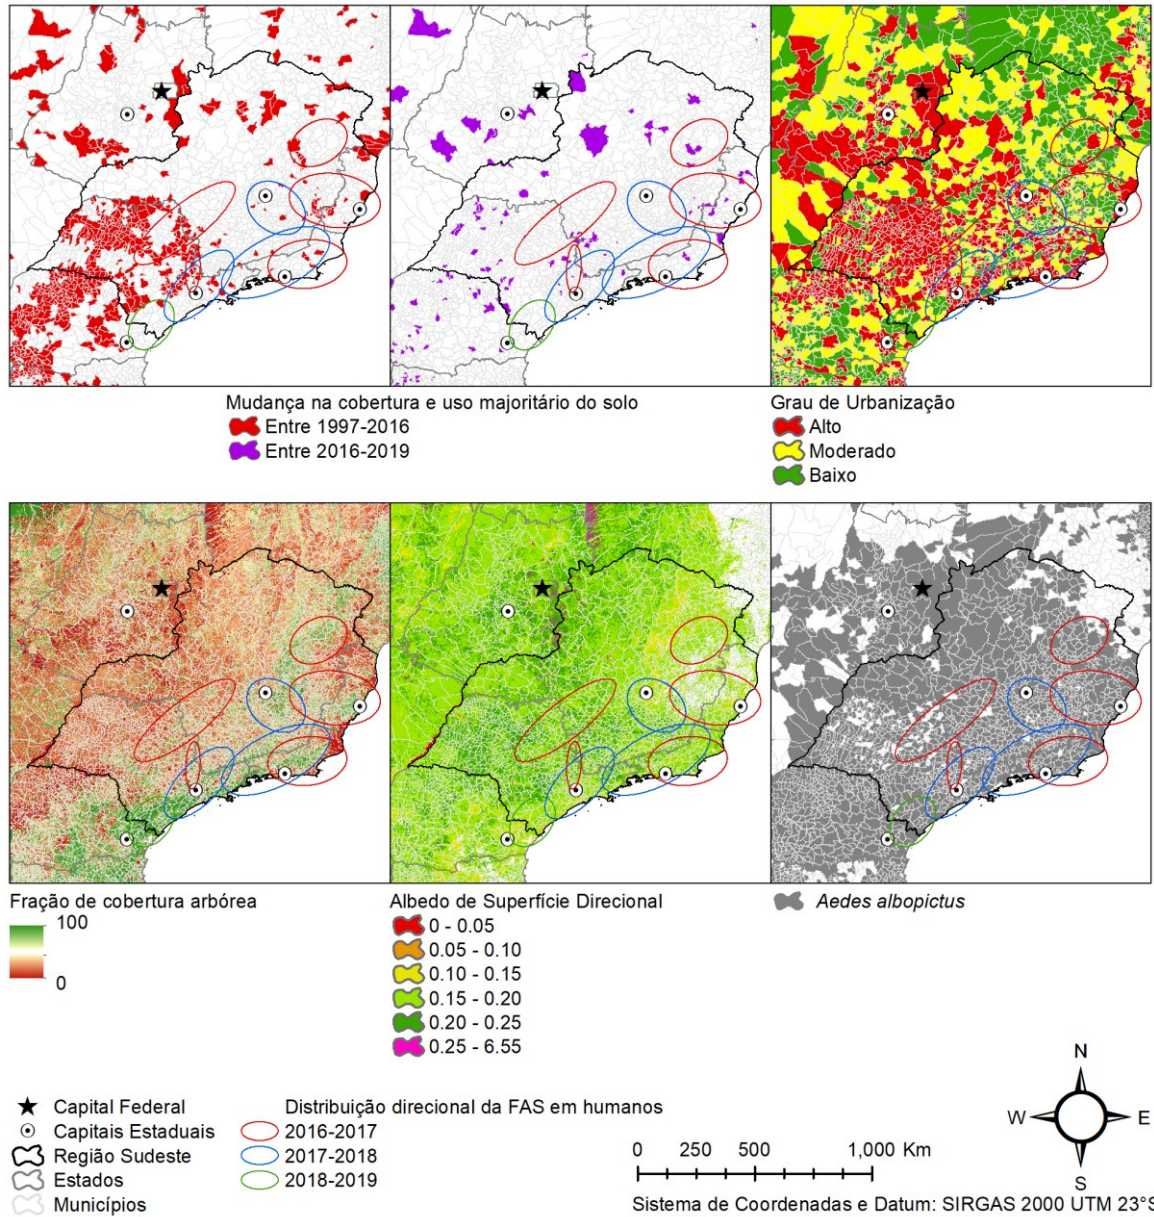 Mudança na cobertura e uso majoritário do solo
Entre 1997-2016
Entre 2016-2019
Grau de Urbanização
Alto
Moderado
Baixo
Fração de cobertura arbórea
100
0
Albedo de Superfície Direcional
0 - 0.05
0.05 - 0.10
0.10 - 0.15
0.15 - 0.20
0.20 - 0.25
0.25 - 6.55
Aedes albopictus
Capital Federal
Capitais Estaduais
Região Sudeste
Estados
Municípios
Distribuição direcional da FAS em humanos
2016-2017
2017-2018
2018-2019
N
W E
S
0 250 500 1,000 Km
Sistema de Coordenadas e Datum: SIRGAS 2000 UTM 23°S